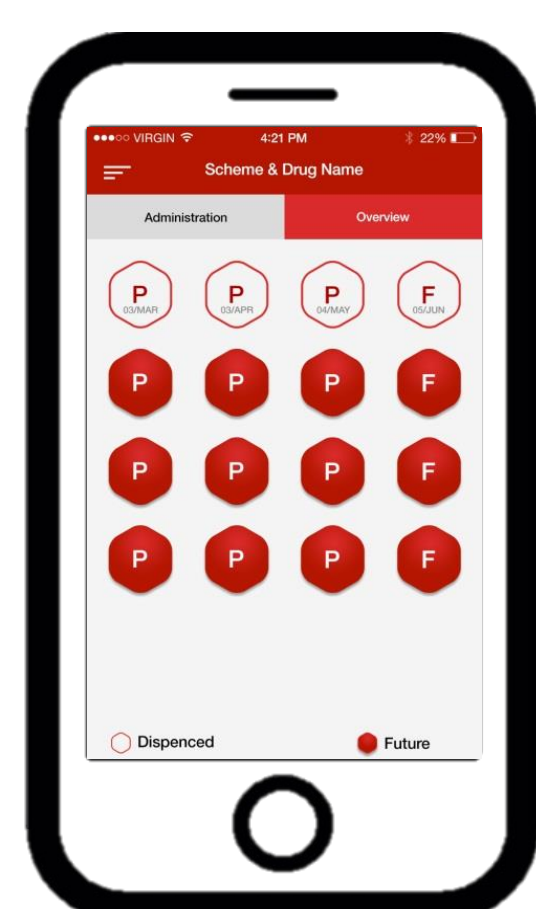 VIRGIN 4:21 PM 22%
Scheme & Drug Name
Administration Overview
P P P F
03/MAR 03/APR 04/MAY 05/JUN
P P P F
P P P F
P P P F
Dispenced Future